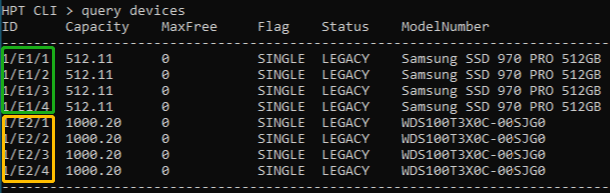 HPT CLI > query devices
ID Capacity MaxFree Flag Status ModelNumber
-------------------------------------------------------------------------------
1/E1/1 512.11 0 SINGLE LEGACY Samsung SSD 970 PRO 512GB
1/E1/2 512.11 0 SINGLE LEGACY Samsung SSD 970 PRO 512GB
1/E1/3 512.11 0 SINGLE LEGACY Samsung SSD 970 PRO 512GB
1/E1/4 512.11 0 SINGLE LEGACY Samsung SSD 970 PRO 512GB
1/E2/1 1000.20 0 SINGLE LEGACY WDS100T3X0C-00SJG0
1/E2/2 1000.20 0 SINGLE LEGACY WDS100T3X0C-00SJG0
1/E2/3 1000.20 0 SINGLE LEGACY WDS100T3X0C-00SJG0
1/E2/4 1000.20 0 SINGLE LEGACY WDS100T3X0C-00SJG0
-------------------------------------------------------------------------------